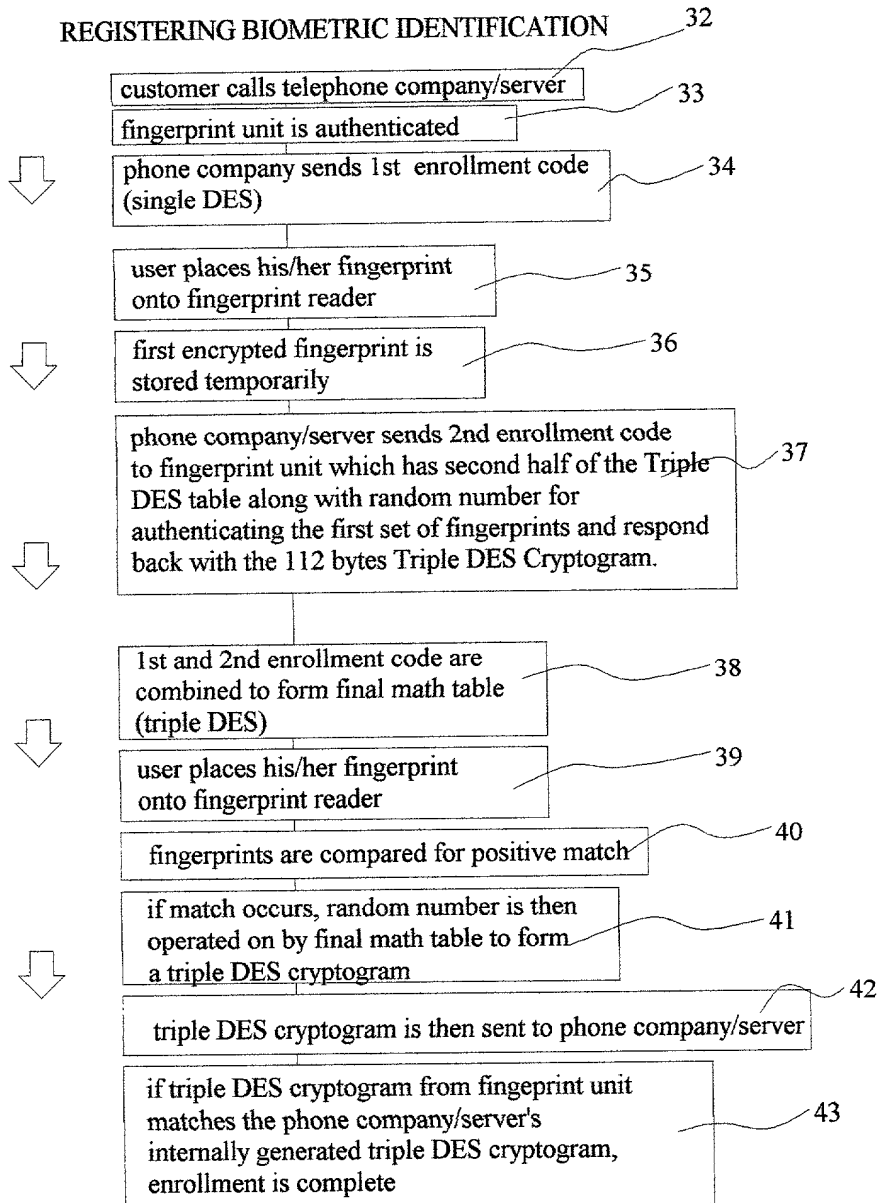 REGISTERING BIOMETRIC IDENTIFICATION
32
customer calls telephone company/server
33
fingerprint unit is authenticated
34
phone company sends 1st enrollment code
(single DES)
35
user places his/her fingerprint
onto fingerprint reader
36
first encrypted fingerprint is
stored temporarily
37
phone company/server sends 2nd enrollment code
to fingerprint unit which has second half of the Triple
DES table along with random number for
authenticating the first set of fingerprints and respond
back with the 112 bytes Triple DES Cryptogram.
38
1st and 2nd enrollment code are
combined to form final math table
(triple DES)
39
user places his/her fingerprint
onto fingerprint reader
40
fingerprints are compared for positive match
41
if match occurs, random number is then
operated on by final math table to form
a triple DES cryptogram
42
triple DES cryptogram is then sent to phone company/server
43
if triple DES cryptogram from fingeprint unit
matches the phone company/server's
internally generated triple DES cryptogram,
enrollment is complete